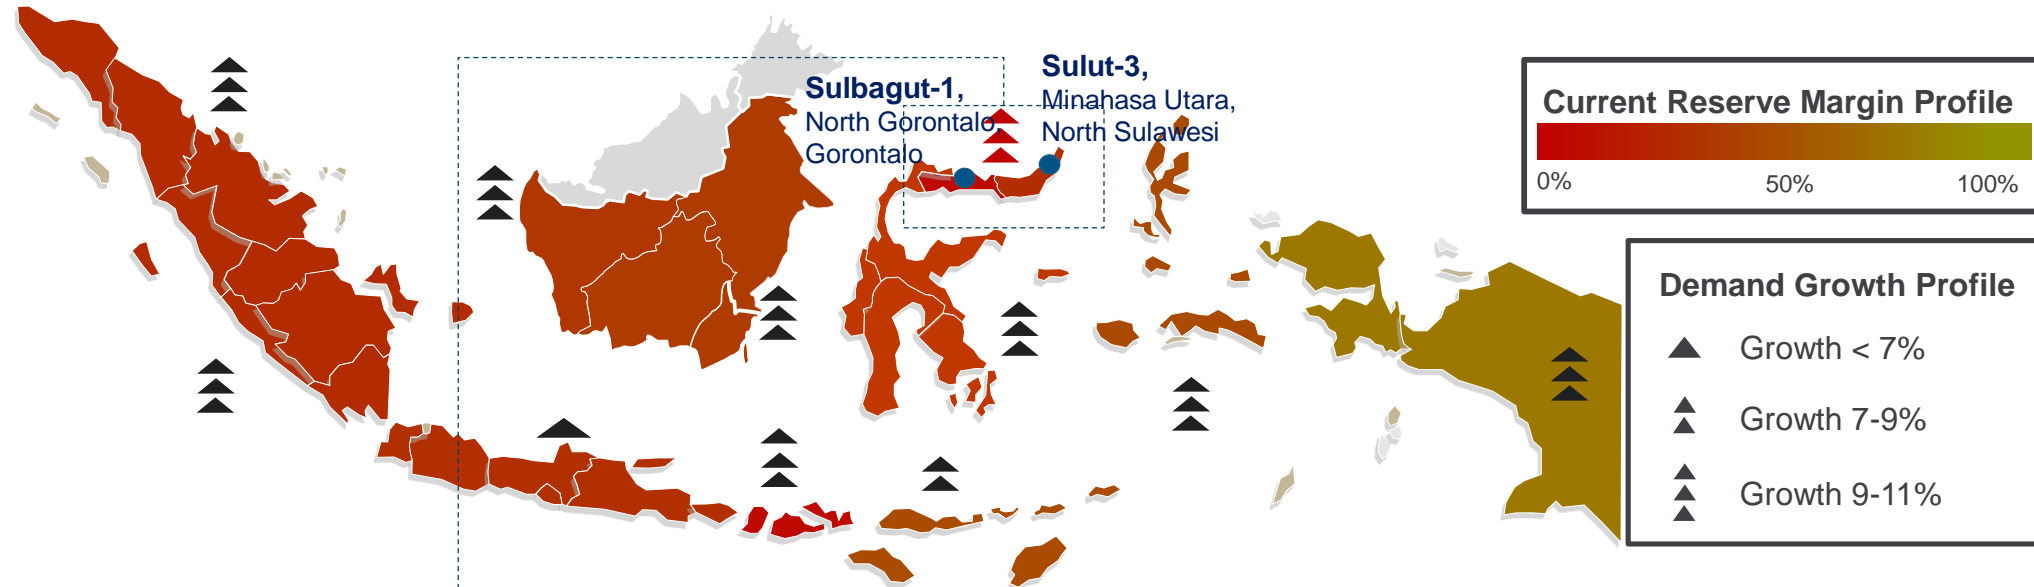 Sulbagut-1,
North Gorontalo,
Gorontalo
Sulut-3,
Minahasa Utara,
North Sulawesi
Current Reserve Margin Profile
0%
50%
100%
Demand Growth Profile
Growth < 7%
Growth 7-9%
Growth 9-11%